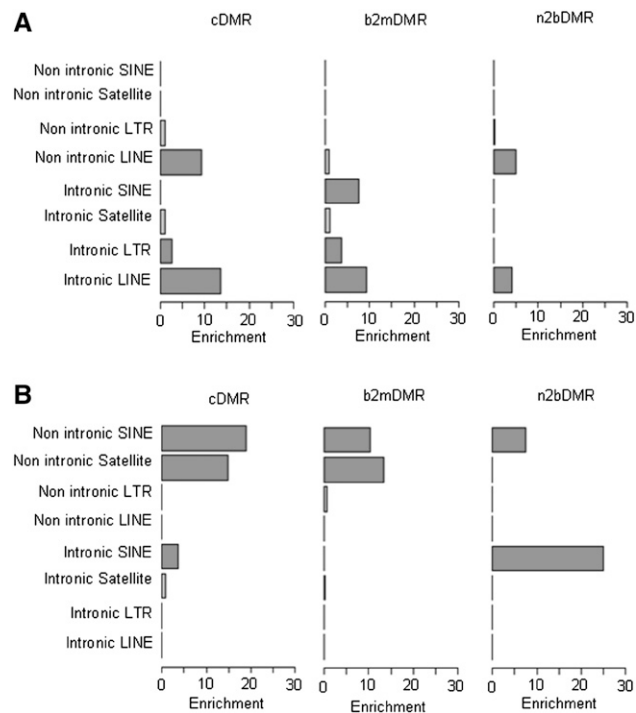 A
cDMR b2mDMR n2bDMR
Non intronic SINE
Non intronic Satellite
Non intronic LTR
Non intronic LINE
Intronic SINE
Intronic Satellite
Intronic LTR
Intronic LINE
0 10 20 30 0 10 20 30 0 10 20 30
Enrichment Enrichment Enrichment
B
cDMR b2mDMR n2bDMR
Non intronic SINE
Non intronic Satellite
Non intronic LTR
Non intronic LINE
Intronic SINE
Intronic Satellite
Intronic LTR
Intronic LINE
0 10 20 30 0 10 20 30 0 10 20 30
Enrichment Enrichment Enrichment